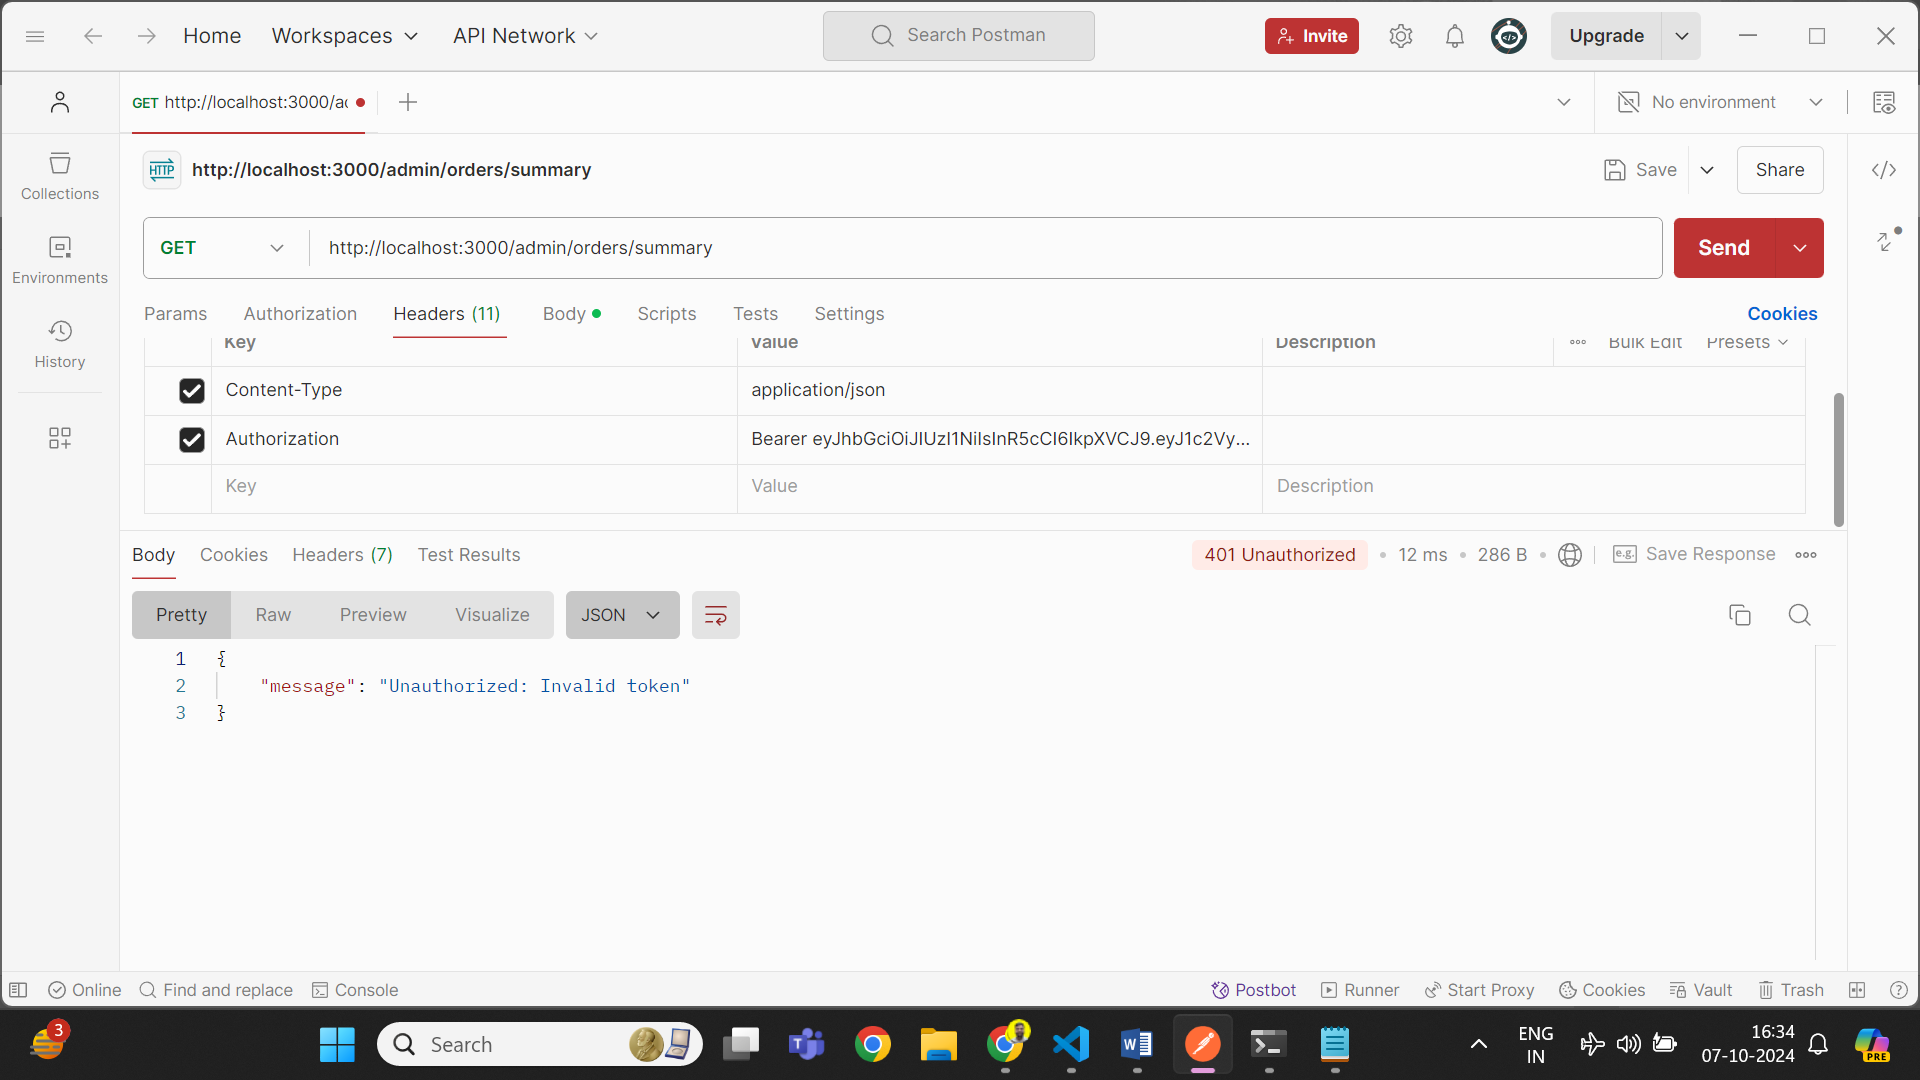 Home
Workspaces
API Network
Search Postman
Invite
Upgrade
GET http://localhost:3000/ac
No environment
HTTP
http://localhost:3000/admin/orders/summary
Save
Share
Collections
Environments
History
GET
http://localhost:3000/admin/orders/summary
Send
Params
Authorization
Headers (11)
Body
Scripts
Tests
Settings
Cookies
Key
Value
Description
Bulk Edit
Presets
Content-Type
application/json
Authorization
Bearer eyJhbGciOiJIUzI1NiIsInR5cCI6IkpXVCJ9.eyJ1c2Vy...
Key
Value
Description
Body
Cookies
Headers (7)
Test Results
401 Unauthorized
12 ms
286 B
e.g.
Save Response
Pretty
Raw
Preview
Visualize
JSON
1 {
2 "message": "Unauthorized: Invalid token"
3 }
Online
Find and replace
Console
Postbot
Runner
Start Proxy
Cookies
Vault
Trash
3
Search
ENG
IN
16:34
07-10-2024
PRE